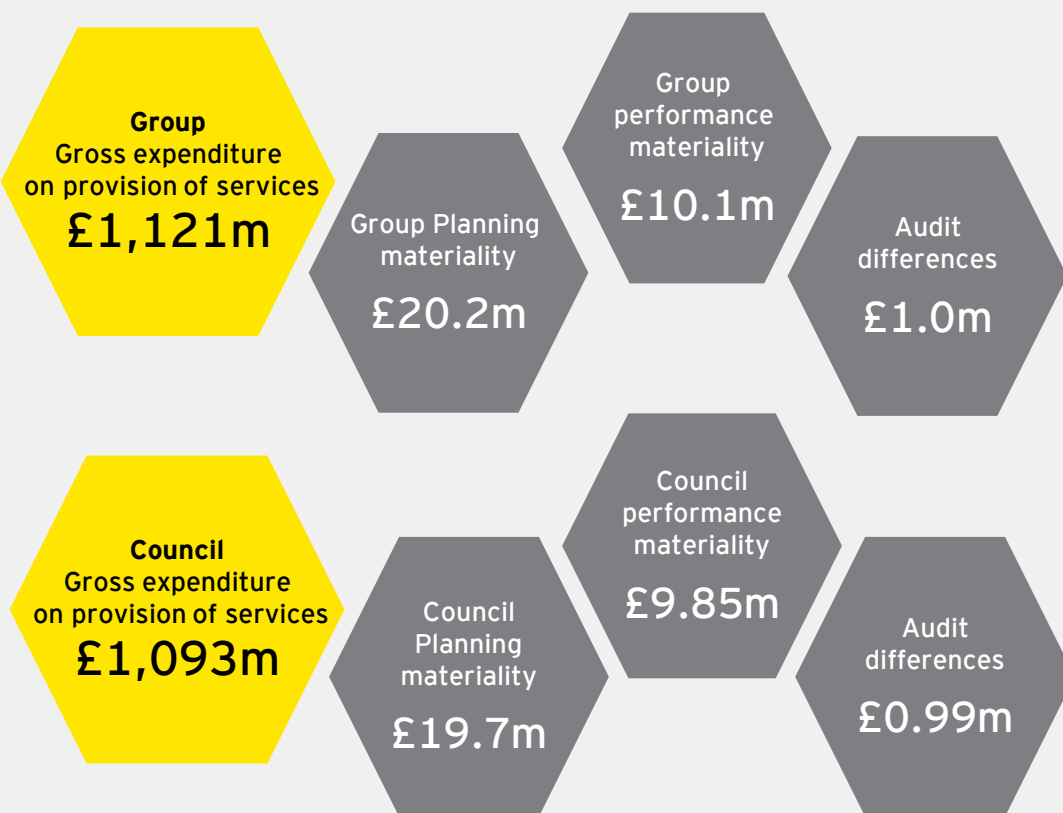 Group
Gross expenditure
on provision of services
£1,121m
Group Planning
materiality
£20.2m
Group
performance
materiality
£10.1m
Audit
differences
£1.0m
Council
Gross expenditure
on provision of services
£1,093m
Council
Planning
materiality
£19.7m
Council
performance
materiality
£9.85m
Audit
differences
£0.99m